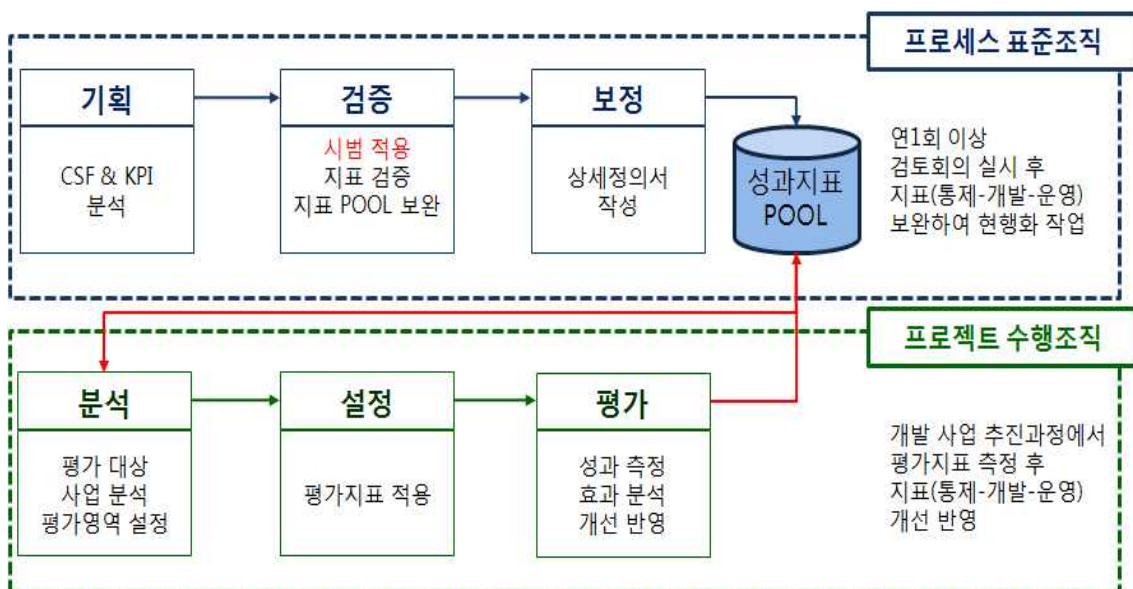 프로세스 표준조직
기획
CSF & KPI
분석
검증
시범 적용
지표 검증
지표 POOL 보완
보정
상세정의서
작성
성과지표
POOL
연1회 이상
검토회의 실시 후
지표(통제-개발-운영)
보완하여 현행화 작업
프로젝트 수행조직
분석
평가 대상
사업 분석
평가영역 설정
설정
평가지표 적용
평가
성과 측정
효과 분석
개선 반영
개발 사업 추진과정에서
평가지표 측정 후
지표(통제-개발-운영)
개선 반영